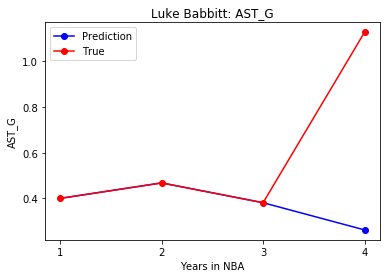 Luke Babbitt: AST_G
Prediction
True
AST_G
1.0
0.8
0.6
0.4
1
2
3
4
Years in NBA